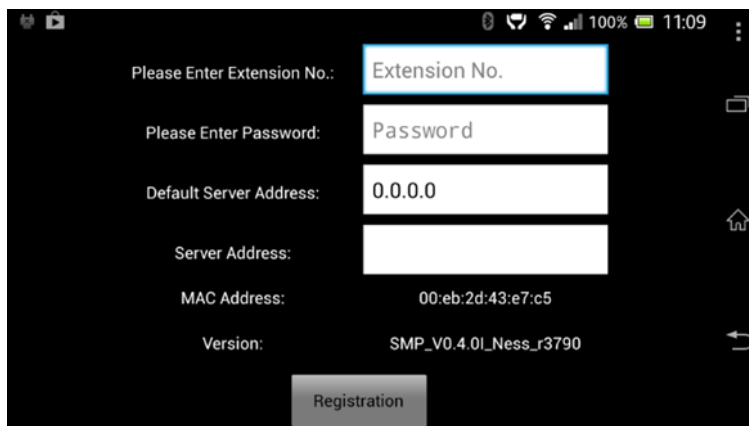 100% 11:09
Please Enter Extension No.: Extension No.
Please Enter Password: Password
Default Server Address: 0.0.0.0
Server Address:
MAC Address: 00:eb:2d:43:e7:c5
Version: SMP_V0.4.0I_Ness_r3790
Registration